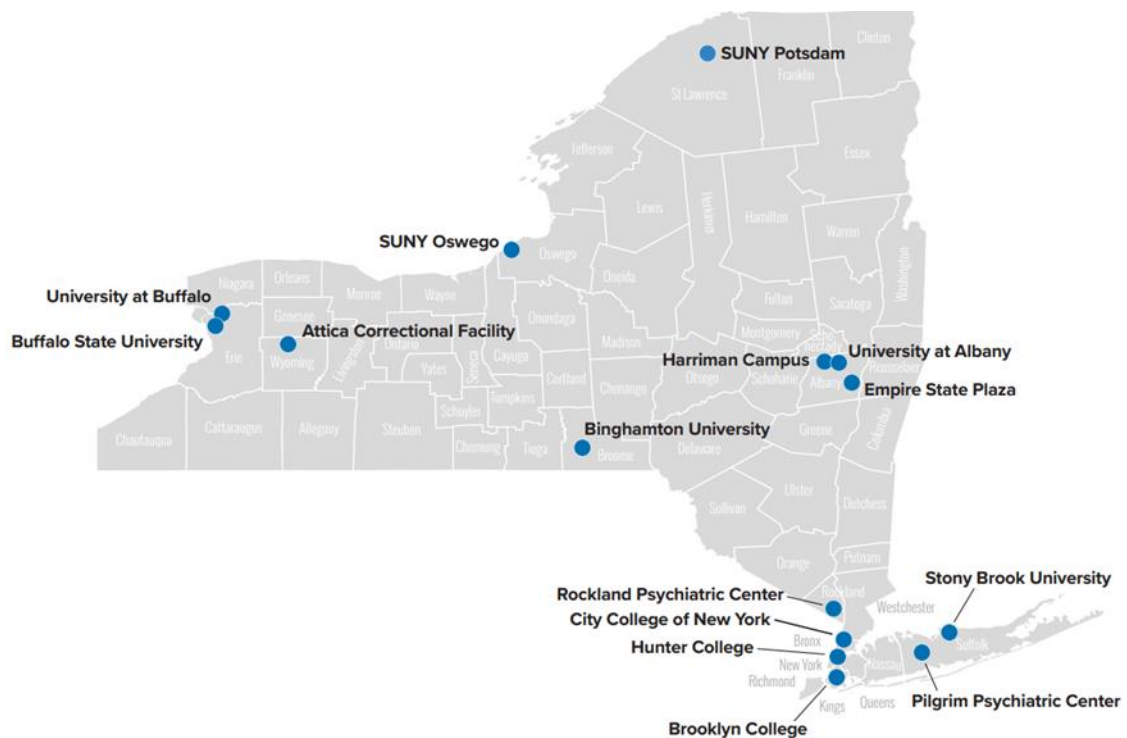 Clinton
SUNY Potsdam
Franklin
St Lawrence
Jefferson
Essex
Lewis
Herkimer
Hamilton
SUNY Oswego
Warren
Oswego
Washington
Oneida
Niagara
Orleans
Monroe
Wayne
Fulton
Saratoga
University at Buffalo
Genesee
Onondaga
Madison
Montgomery
Attica Correctional Facility
Buffalo State University
Erie
Wyoming
Livingston
Ontario
Yates
Seneca
Cayuga
Cortland
Chenango
Otsego
Schoharie
Harriman Campus
University at Albany
Albany
Empire State Plaza
Tompkins
Schuyler
Chautauqua
Cattaraugus
Allegany
Steuben
Chemung
Tioga
Binghamton University
Broome
Delaware
Greene
Columbia
Ulster
Dutchess
Sullivan
Putnam
Orange
Rockland
Stony Brook University
Rockland Psychiatric Center
Westchester
City College of New York
Bronx
Hunter College
Suffolk
New York
Nassau
Richmond
Pilgrim Psychiatric Center
Kings
Queens
Brooklyn College